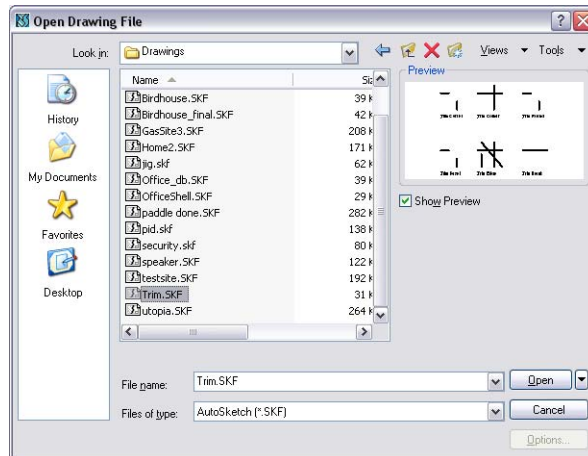 Open Drawing File
Look in: Drawings Views Tools
History
My Documents
Favorites
Desktop
Name Siz
Birdhouse.SKF 39 K
Birdhouse_final.SKF 42 K
GasSite3.SKF 208 K
Home2.SKF 171 K
jig.skf 62 K
Office_db.SKF 39 K
OfficeShell.SKF 29 K
paddle done.SKF 282 K
pid.skf 138 K
security.skf 80 K
speaker.SKF 122 K
testsite.SKF 192 K
Trim.SKF 31 K
utopia.SKF 264 K
Preview
Show Preview
File name: Trim.SKF Open
Files of type: AutoSketch (*.SKF) Cancel
Options...